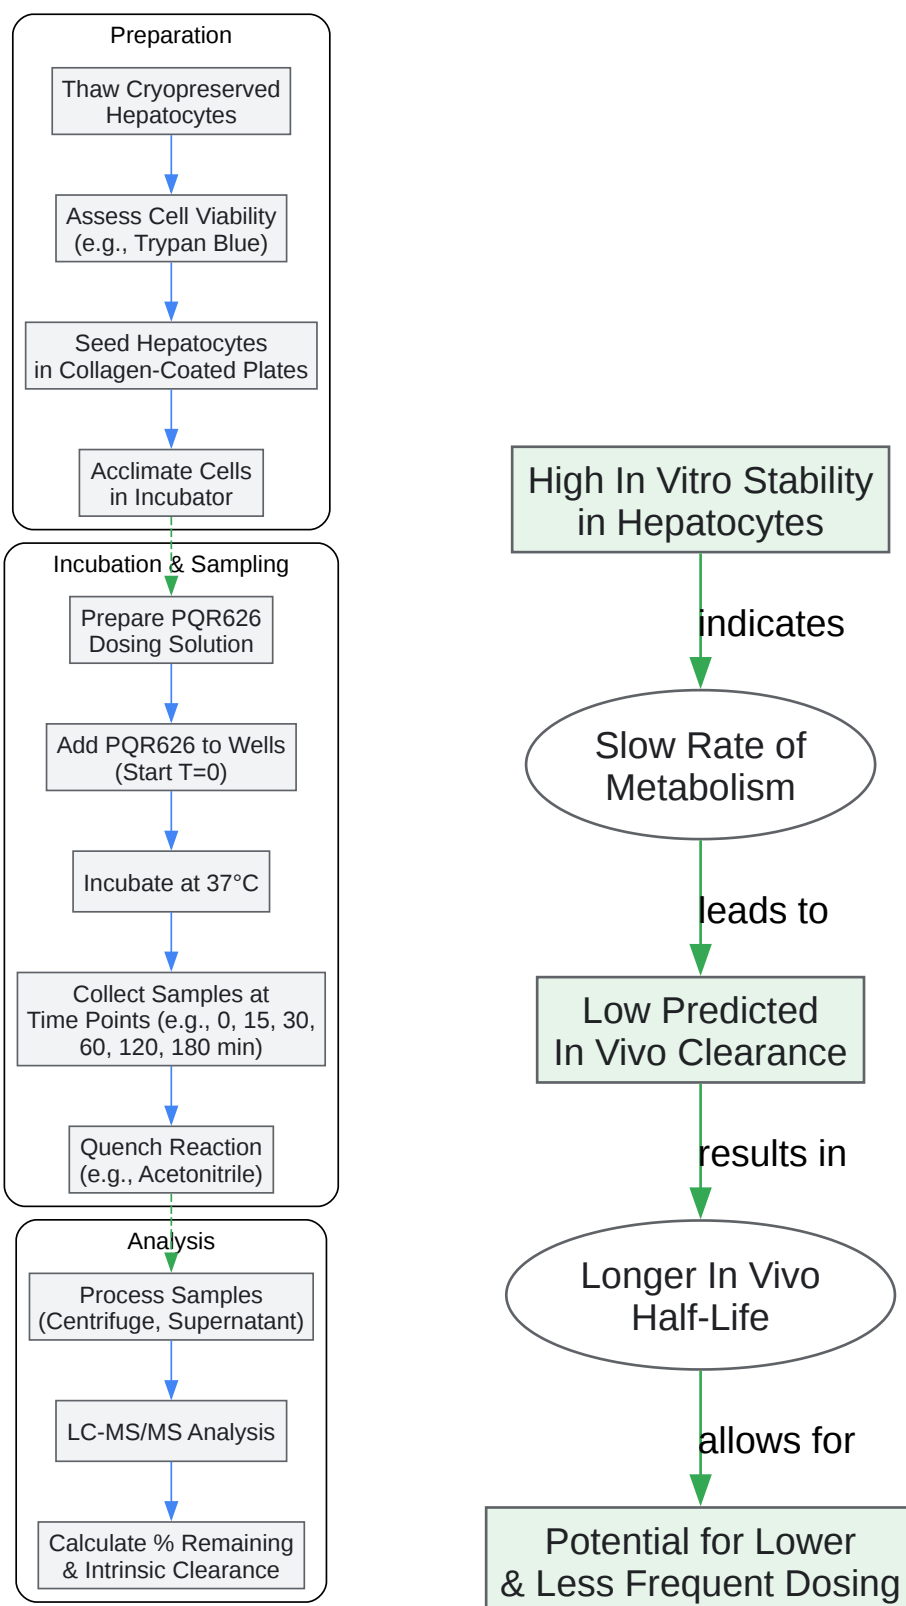 Preparation
Thaw Cryopreserved
Hepatocytes
Assess Cell Viability
(e.g., Trypan Blue)
Seed Hepatocytes
in Collagen-Coated Plates
Acclimate Cells
in Incubator
Incubation & Sampling
Prepare PQR626
Dosing Solution
Add PQR626 to Wells
(Start T=0)
Incubate at 37°C
Collect Samples at
Time Points (e.g., 0, 15, 30,
60, 120, 180 min)
Quench Reaction
(e.g., Acetonitrile)
Analysis
Process Samples
(Centrifuge, Supernatant)
LC-MS/MS Analysis
Calculate % Remaining
& Intrinsic Clearance
High In Vitro Stability
in Hepatocytes
indicates
Slow Rate of
Metabolism
leads to
Low Predicted
In Vivo Clearance
results in
Longer In Vivo
Half-Life
allows for
Potential for Lower
& Less Frequent Dosing